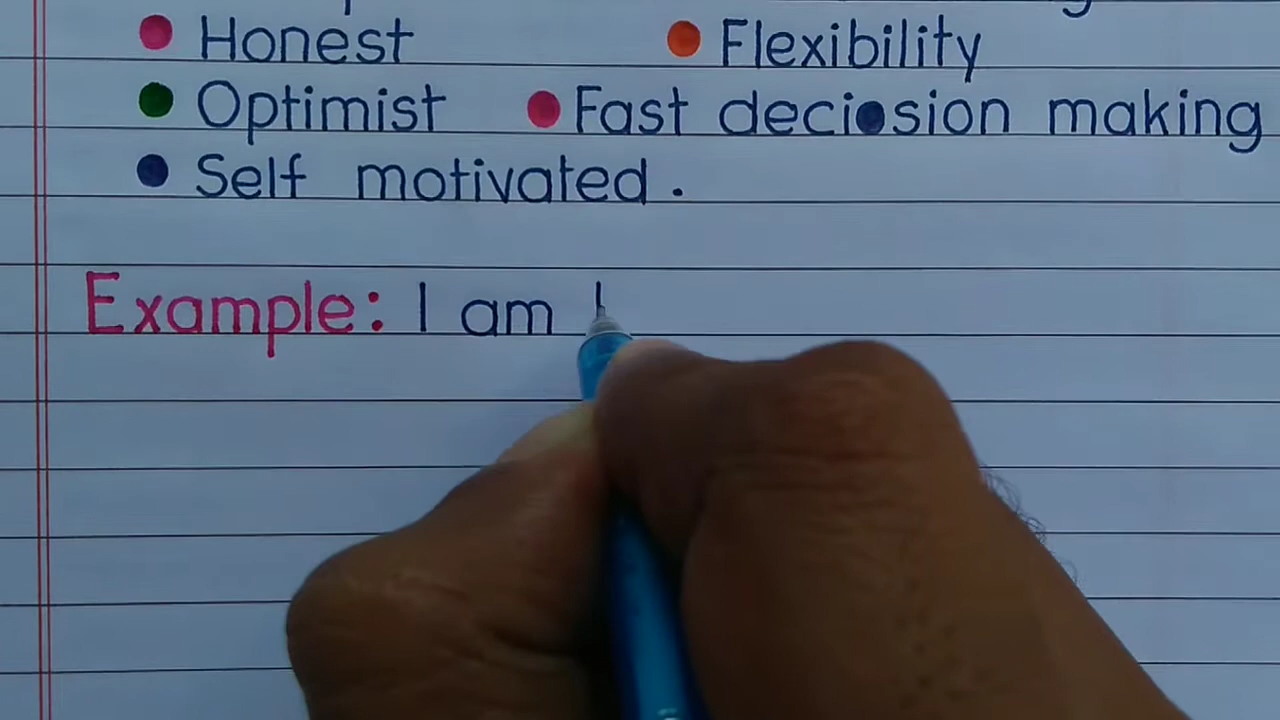 Honest Flexibility
Optimist Fast deciosion making
Self motivated .
Example: I am